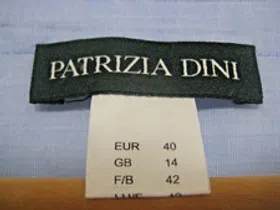 PATRIZIA DINI
EUR 40
GB 14
F/B 42